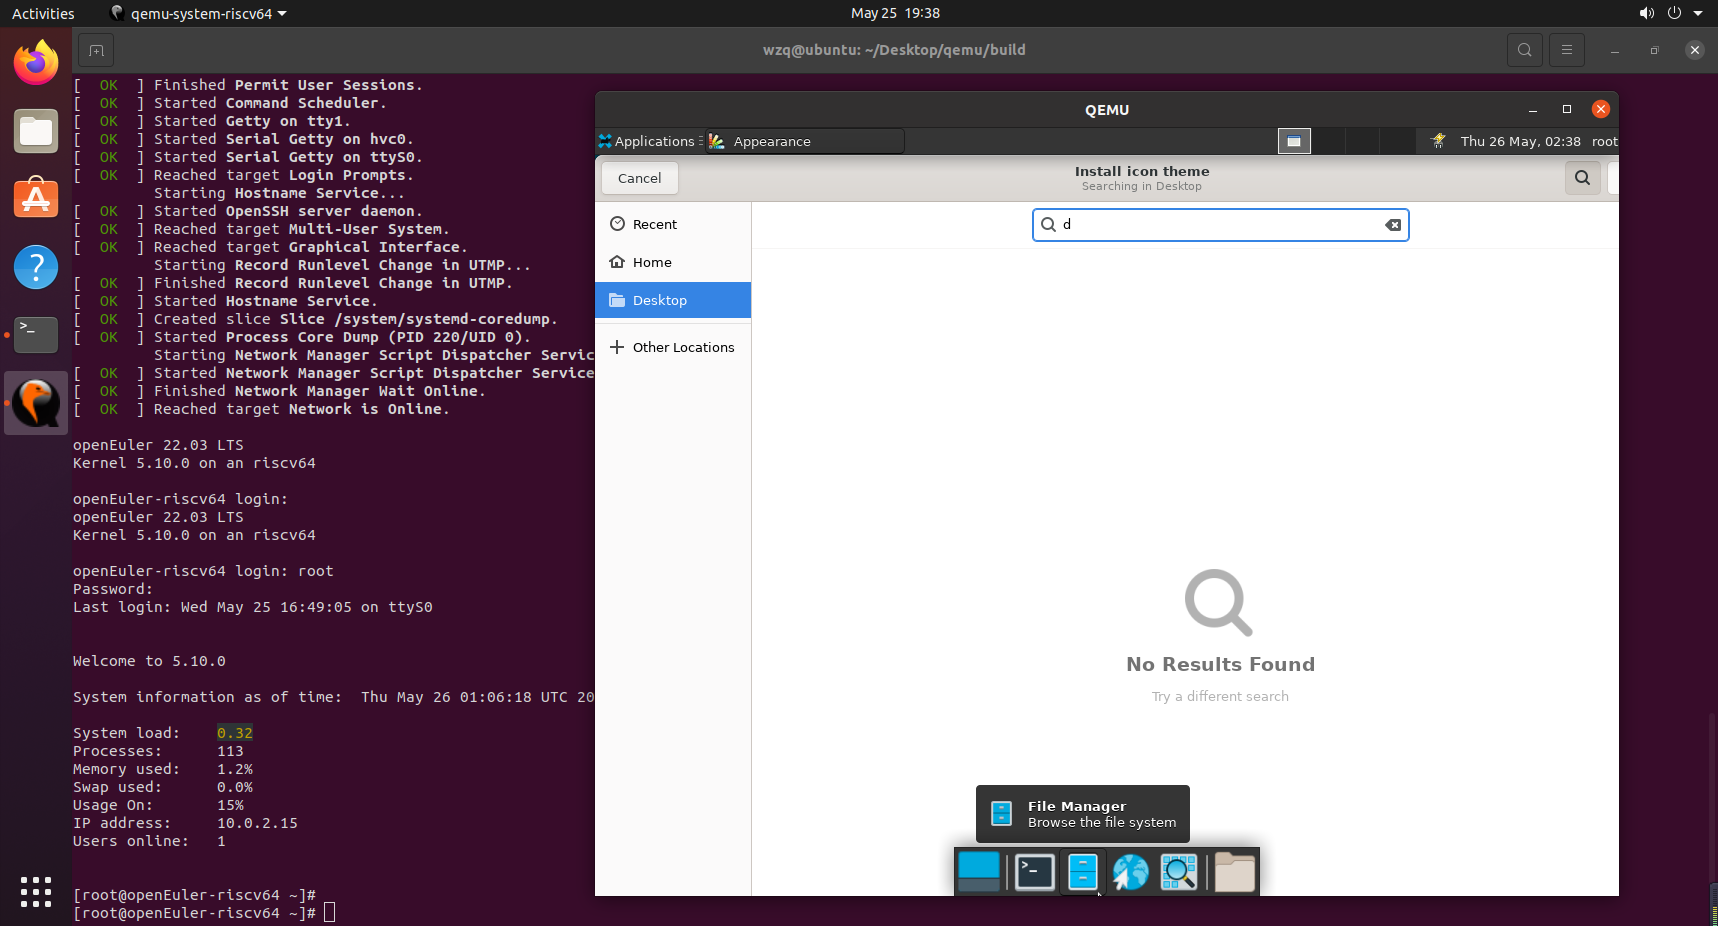 Activities
qemu-system-riscv64
May 25 19:38
wzq@ubuntu: ~/Desktop/qemu/build
[ OK ] Finished Permit User Sessions.
[ OK ] Started Command Scheduler.
[ OK ] Started Getty on tty1.
[ OK ] Started Serial Getty on hvc0.
[ OK ] Started Serial Getty on ttyS0.
[ OK ] Reached target Login Prompts.
Starting Hostname Service...
[ OK ] Started OpenSSH server daemon.
[ OK ] Reached target Multi-User System.
[ OK ] Reached target Graphical Interface.
Starting Record Runlevel Change in UTMP...
[ OK ] Finished Record Runlevel Change in UTMP.
[ OK ] Started Hostname Service.
[ OK ] Created slice Slice /system/systemd-coredump.
[ OK ] Started Process Core Dump (PID 220/UID 0).
Starting Network Manager Script Dispatcher Servic
[ OK ] Started Network Manager Script Dispatcher Service
[ OK ] Finished Network Manager Wait Online.
[ OK ] Reached target Network is Online.
openEuler 22.03 LTS
Kernel 5.10.0 on an riscv64
openEuler-riscv64 login:
openEuler 22.03 LTS
Kernel 5.10.0 on an riscv64
openEuler-riscv64 login: root
Password:
Last login: Wed May 25 16:49:05 on ttyS0
Welcome to 5.10.0
System information as of time: Thu May 26 01:06:18 UTC 20
System load: 0.32
Processes: 113
Memory used: 1.2%
Swap used: 0.0%
Usage On: 15%
IP address: 10.0.2.15
Users online: 1
[root@openEuler-riscv64 ~]#
[root@openEuler-riscv64 ~]#
QEMU
Applications
Appearance
Thu 26 May, 02:38
root
Cancel
Install icon theme
Searching in Desktop
Recent
Home
Desktop
Other Locations
d
No Results Found
Try a different search
File Manager
Browse the file system